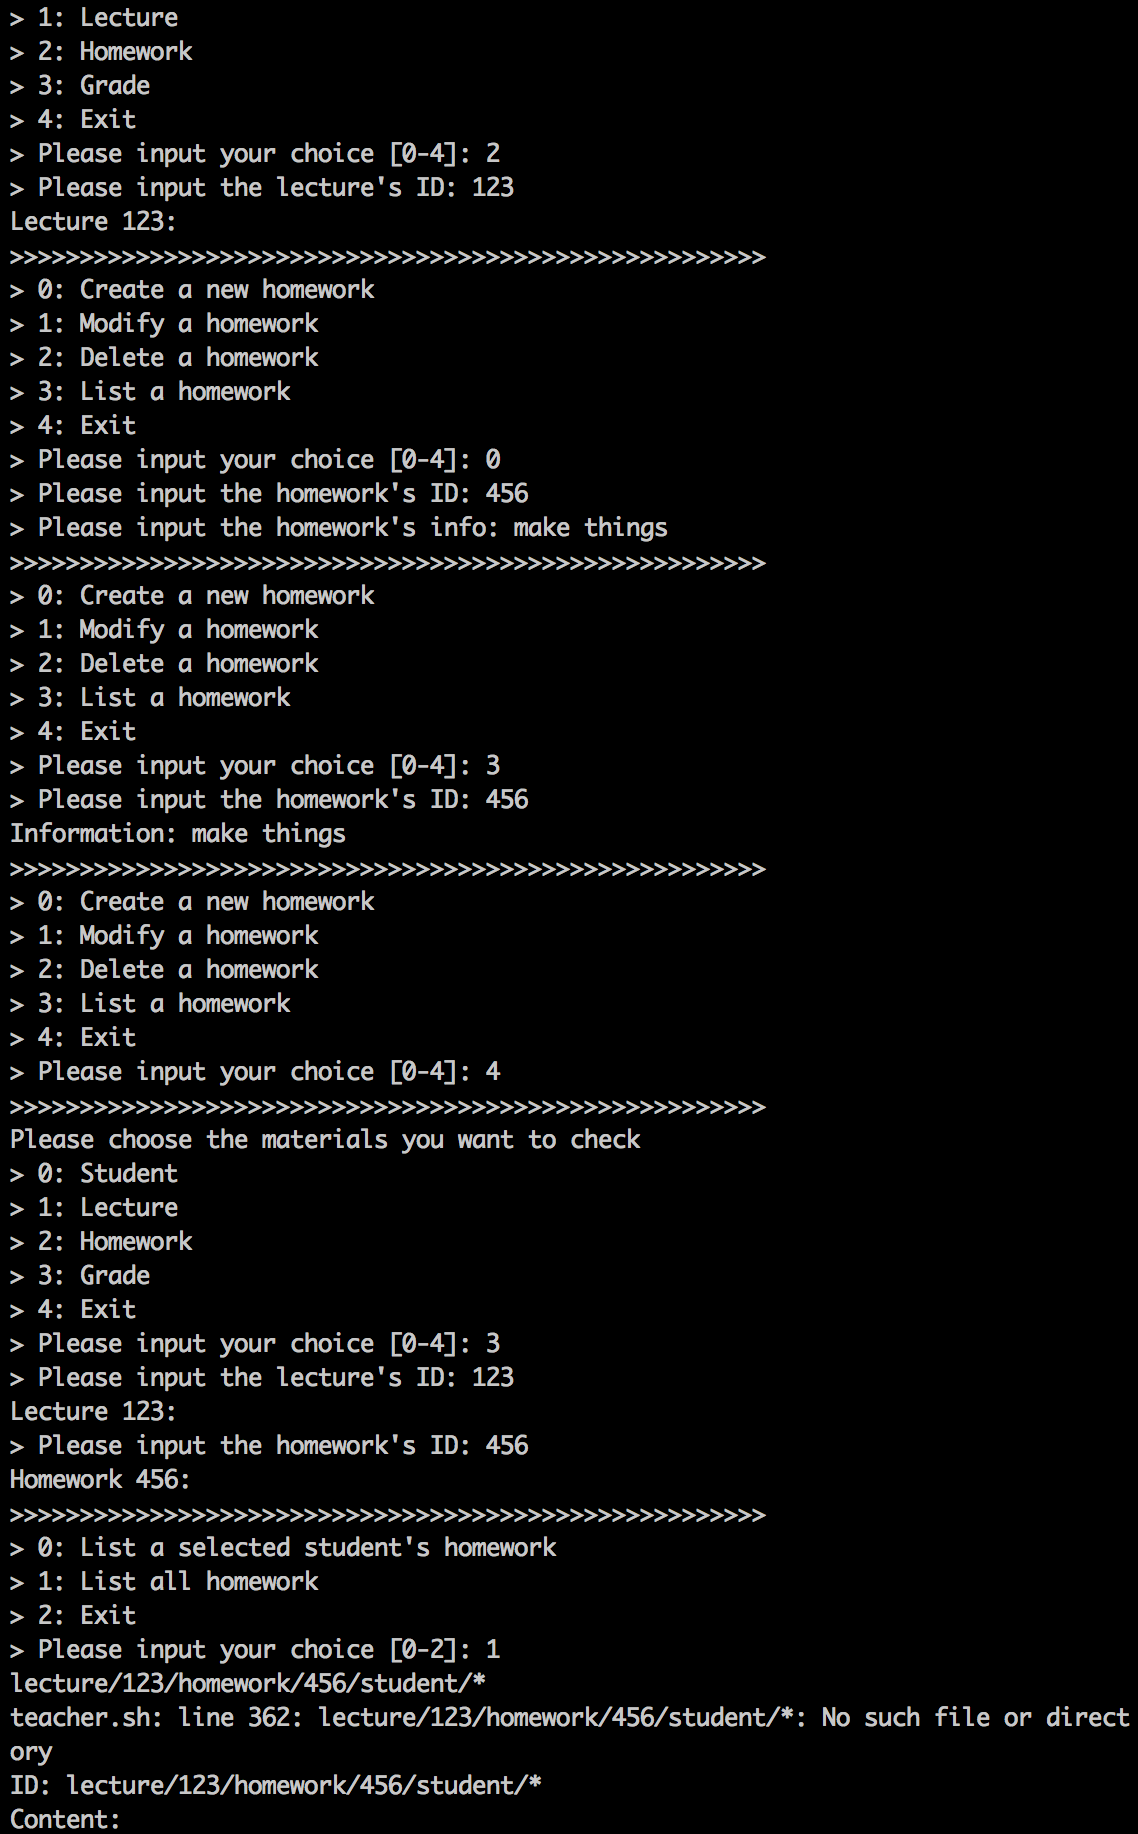 > 1: Lecture
> 2: Homework
> 3: Grade
> 4: Exit
> Please input your choice [0-4]: 2
> Please input the lecture's ID: 123
Lecture 123:
>>>>>>>>>>>>>>>>>>>>>>>>>>>>>>>>>>>>>>>>>>>>>>>>>>>>>>
> 0: Create a new homework
> 1: Modify a homework
> 2: Delete a homework
> 3: List a homework
> 4: Exit
> Please input your choice [0-4]: 0
> Please input the homework's ID: 456
> Please input the homework's info: make things
>>>>>>>>>>>>>>>>>>>>>>>>>>>>>>>>>>>>>>>>>>>>>>>>>>>>>>
> 0: Create a new homework
> 1: Modify a homework
> 2: Delete a homework
> 3: List a homework
> 4: Exit
> Please input your choice [0-4]: 3
> Please input the homework's ID: 456
Information: make things
>>>>>>>>>>>>>>>>>>>>>>>>>>>>>>>>>>>>>>>>>>>>>>>>>>>>>>
> 0: Create a new homework
> 1: Modify a homework
> 2: Delete a homework
> 3: List a homework
> 4: Exit
> Please input your choice [0-4]: 4
>>>>>>>>>>>>>>>>>>>>>>>>>>>>>>>>>>>>>>>>>>>>>>>>>>>>>>
Please choose the materials you want to check
> 0: Student
> 1: Lecture
> 2: Homework
> 3: Grade
> 4: Exit
> Please input your choice [0-4]: 3
> Please input the lecture's ID: 123
Lecture 123:
> Please input the homework's ID: 456
Homework 456:
>>>>>>>>>>>>>>>>>>>>>>>>>>>>>>>>>>>>>>>>>>>>>>>>>>>>>>
> 0: List a selected student's homework
> 1: List all homework
> 2: Exit
> Please input your choice [0-2]: 1
lecture/123/homework/456/student/*
teacher.sh: line 362: lecture/123/homework/456/student/*: No such file or direct
ory
ID: lecture/123/homework/456/student/*
Content: